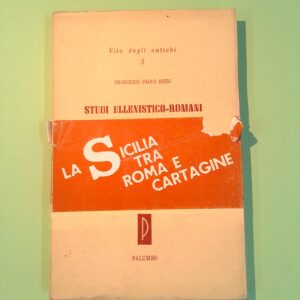 Vita degli antichi
3
FRANCESCO PAOLO RIZZO
STUDI ELLENISTICO-ROMANI
LA SICILIA
TRA
ROMA E
CARTAGINE
P
PALUMBO